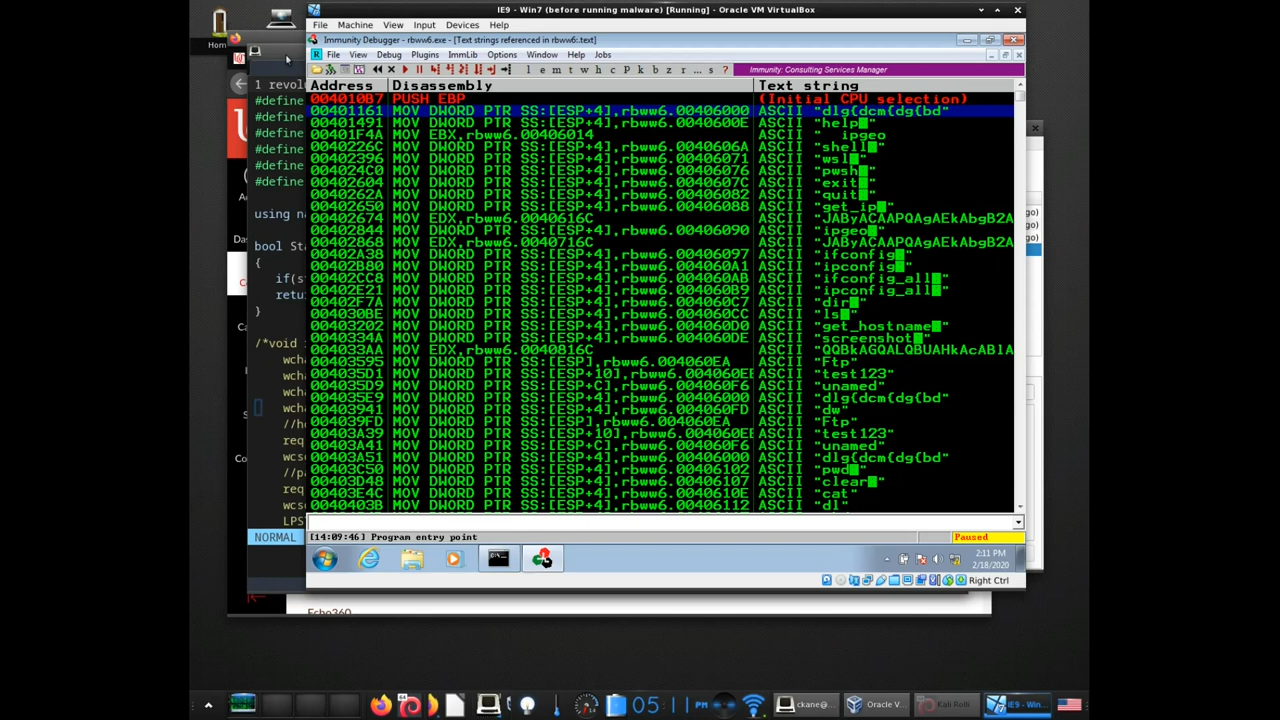 IE9 - Win7 (before running malware) [Running] - Oracle VM VirtualBox
File Machine View Input Devices Help
Immunity Debugger - rbww6.exe - [Text strings referenced in rbww6:.text]
File View Debug Plugins ImmLib Options Window Help Jobs
l e m t w h c P k b z r ... s ? Immunity: Consulting Services Manager
Address Disassembly Text string
004010B7 PUSH EBP (Initial CPU selection)
00401161 MOV DWORD PTR SS:[ESP+4],rbww6.00406000 ASCII "dlg{dcm{dg{bd"
00401491 MOV DWORD PTR SS:[ESP+4],rbww6.0040600E ASCII "help"
00401F4A MOV EBX,rbww6.00406014 ASCII " ipgeo
0040226C MOV DWORD PTR SS:[ESP+4],rbww6.0040606A ASCII "shell"
00402396 MOV DWORD PTR SS:[ESP+4],rbww6.00406071 ASCII "wsl"
004024C0 MOV DWORD PTR SS:[ESP+4],rbww6.00406076 ASCII "pwsh"
00402604 MOV DWORD PTR SS:[ESP+4],rbww6.0040607C ASCII "exit"
0040262A MOV DWORD PTR SS:[ESP+4],rbww6.00406082 ASCII "quit"
00402650 MOV DWORD PTR SS:[ESP+4],rbww6.00406088 ASCII "get_ip"
00402674 MOV EDX,rbww6.0040616C ASCII "JAByACAAPQAgAEkAbgB2A
00402844 MOV DWORD PTR SS:[ESP+4],rbww6.00406090 ASCII "ipgeo"
00402868 MOV EDX,rbww6.0040716C ASCII "JAByACAAPQAgAEkAbgB2A
00402A38 MOV DWORD PTR SS:[ESP+4],rbww6.00406097 ASCII "ifconfig"
00402B80 MOV DWORD PTR SS:[ESP+4],rbww6.004060A1 ASCII "ipconfig"
00402CC8 MOV DWORD PTR SS:[ESP+4],rbww6.004060AB ASCII "ifconfig_all"
00402E21 MOV DWORD PTR SS:[ESP+4],rbww6.004060B9 ASCII "ipconfig_all"
00402F7A MOV DWORD PTR SS:[ESP+4],rbww6.004060C7 ASCII "dir"
004030BE MOV DWORD PTR SS:[ESP+4],rbww6.004060CC ASCII "ls"
00403202 MOV DWORD PTR SS:[ESP+4],rbww6.004060D0 ASCII "get_hostname"
0040334A MOV DWORD PTR SS:[ESP+4],rbww6.004060DE ASCII "screenshot"
004033AA MOV EDX,rbww6.0040816C ASCII "QQBkAGQALQBUAHkAcABlA
00403595 MOV DWORD PTR SS:[ESP],rbww6.004060EA ASCII "Ftp"
004035D1 MOV DWORD PTR SS:[ESP+10],rbww6.004060EE ASCII "test123"
004035D9 MOV DWORD PTR SS:[ESP+C],rbww6.004060F6 ASCII "unamed"
004035E9 MOV DWORD PTR SS:[ESP+4],rbww6.00406000 ASCII "dlg{dcm{dg{bd"
00403941 MOV DWORD PTR SS:[ESP+4],rbww6.004060FD ASCII "dw"
004039FD MOV DWORD PTR SS:[ESP],rbww6.004060EA ASCII "Ftp"
00403A39 MOV DWORD PTR SS:[ESP+10],rbww6.004060EE ASCII "test123"
00403A41 MOV DWORD PTR SS:[ESP+C],rbww6.004060F6 ASCII "unamed"
00403A51 MOV DWORD PTR SS:[ESP+4],rbww6.00406000 ASCII "dlg{dcm{dg{bd"
00403C50 MOV DWORD PTR SS:[ESP+4],rbww6.00406102 ASCII "pwd"
00403D48 MOV DWORD PTR SS:[ESP+4],rbww6.00406107 ASCII "clear"
00403E4C MOV DWORD PTR SS:[ESP+4],rbww6.0040610E ASCII "cat"
0040403B MOV DWORD PTR SS:[ESP+4],rbww6.00406112 ASCII "dl"
[14:09:46] Program entry point Paused
2:11 PM
2/18/2020
Right Ctrl
Hom
1 revolu
#define
#define
#define
#define
#define
#define
using na
bool Sta
{
if(st
retu
}
/*void i
wcha
wcha
wcha
wcha
//ho
req
wcsc
//pa
req
wcso
LPST
NORMAL
Echo360
05 11 PM ckane@... Oracle V... Kali Rolli IE9 - Win...